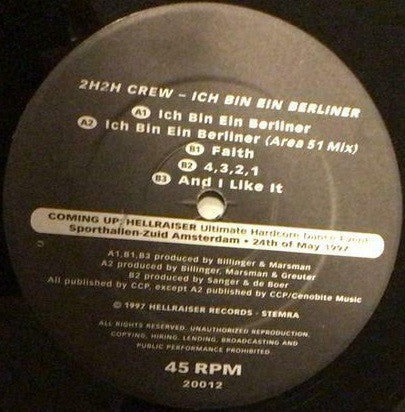 2H2H CREW – ICH BIN EIN BERLINER
A1 Ich Bin Ein Berliner
A2 Ich Bin Ein Berliner (Area 51 Mix)
B1 Faith
B2 4,3,2,1
B3 And I Like It
COMING UP: HELLRAISER Ultimate Hardcore Dance Event
Sporthallen-Zuid Amsterdam • 24th of May 1997
A1,B1,B3 produced by Billinger & Marsman
A2 produced by Billinger, Marsman & Greuter
B2 produced by Sanger & de Boer
All published by CCP, except A2 published by CCP/Cenobite Music
© 1997 HELLRAISER RECORDS - STEMRA
ALL RIGHTS RESERVED. UNAUTHORIZED REPRODUCTION,
COPYING, HIRING, LENDING, BROADCASTING AND
PUBLIC PERFORMANCE PROHIBITED.
45 RPM
20012